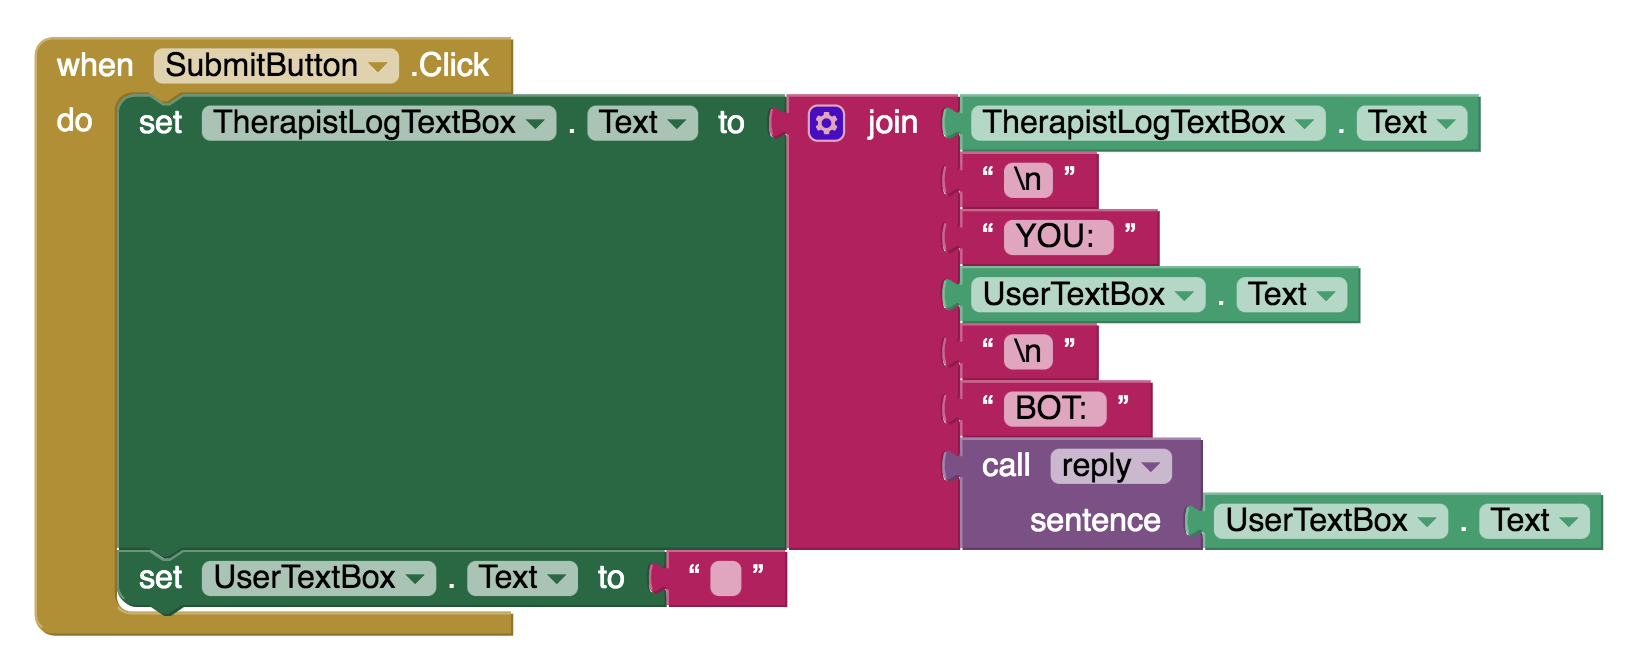 when SubmitButton .Click
do set TherapistLogTextBox . Text to join TherapistLogTextBox . Text
“ \n ”
“ YOU: ”
UserTextBox . Text
“ \n ”
“ BOT: ”
call reply
sentence UserTextBox . Text
set UserTextBox . Text to “ ”